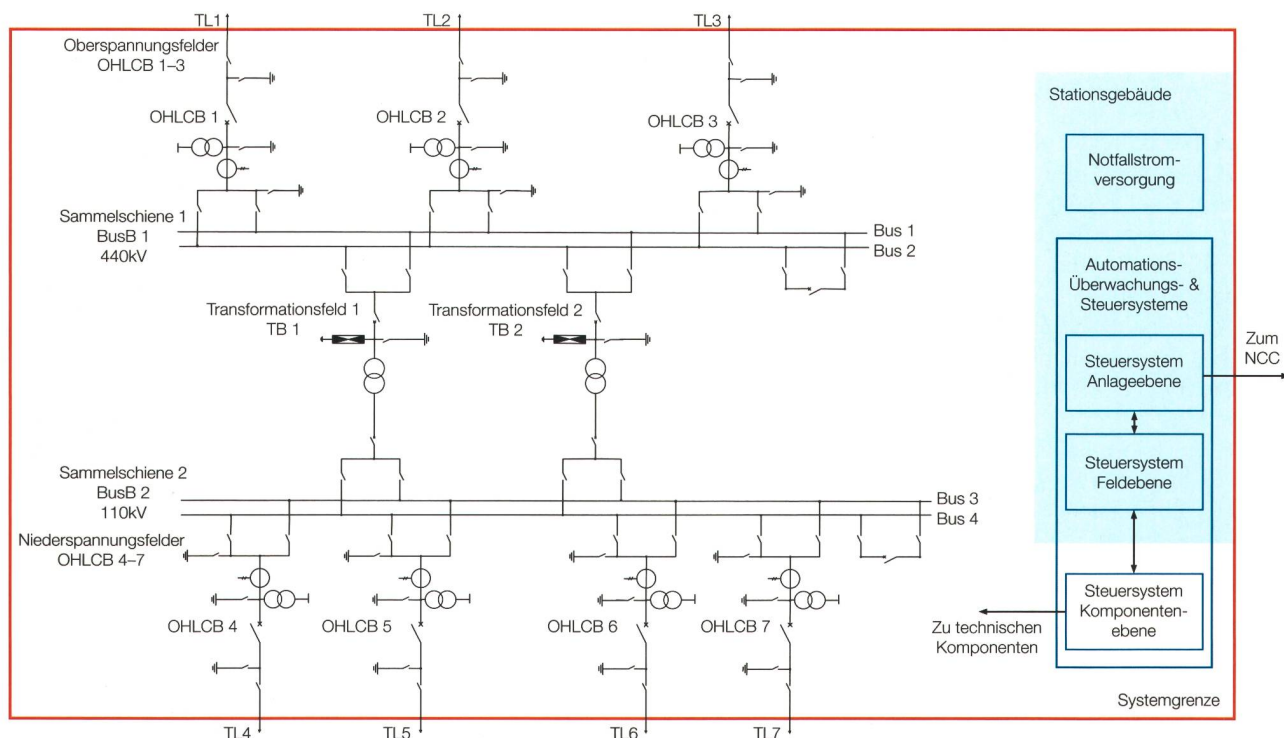 TL1
TL2
TL3
Oberspannungsfelder
OHLCB 1–3
OHLCB 1
OHLCB 2
OHLCB 3
Sammelschiene 1
BusB 1
440kV
Bus 1
Bus 2
Transformationsfeld 1
TB 1
Transformationsfeld 2
TB 2
Sammelschiene 2
BusB 2
110kV
Bus 3
Bus 4
Niederspannungsfelder
OHLCB 4–7
OHLCB 4
OHLCB 5
OHLCB 6
OHLCB 7
TL4
TL5
TL6
TL7
Stationsgebäude
Notfallstrom-
versorgung
Automations-
Überwachungs- &
Steuersysteme
Steuersystem
Anlageebene
Zum
NCC
Steuersystem
Feldebene
Steuersystem
Komponenten-
ebene
Zu technischen
Komponenten
Systemgrenze